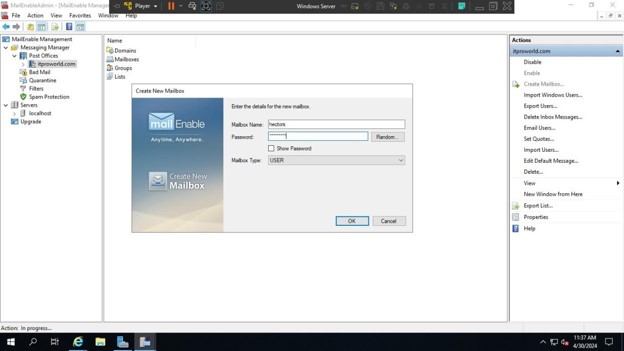 MailEnableAdmin - [MailEnable Manag
Player
Windows Server
File Action View Favorites Window Help
MailEnable Management
Messaging Manager
Post Offices
itproworld.com
Bad Mail
Quarantine
Filters
Spam Protection
Servers
localhost
Upgrade
Name
Domains
Mailboxes
Groups
Lists
Create New Mailbox
mail Enable
Anytime, Anywhere.
Create New
Mailbox
Enter the details for the new mailbox.
Mailbox Name: hectors
Password: ******** Random...
Show Password
Mailbox Type: USER
OK Cancel
Actions
itproworld.com
Disable
Enable
Create Mailbox...
Import Windows Users...
Export Users...
Delete Inbox Messages...
Email Users...
Set Quotas...
Import Users...
Edit Default Message...
Delete...
View
New Window from Here
Export List...
Properties
Help
Action: In progress...
11:37 AM
4/30/2024